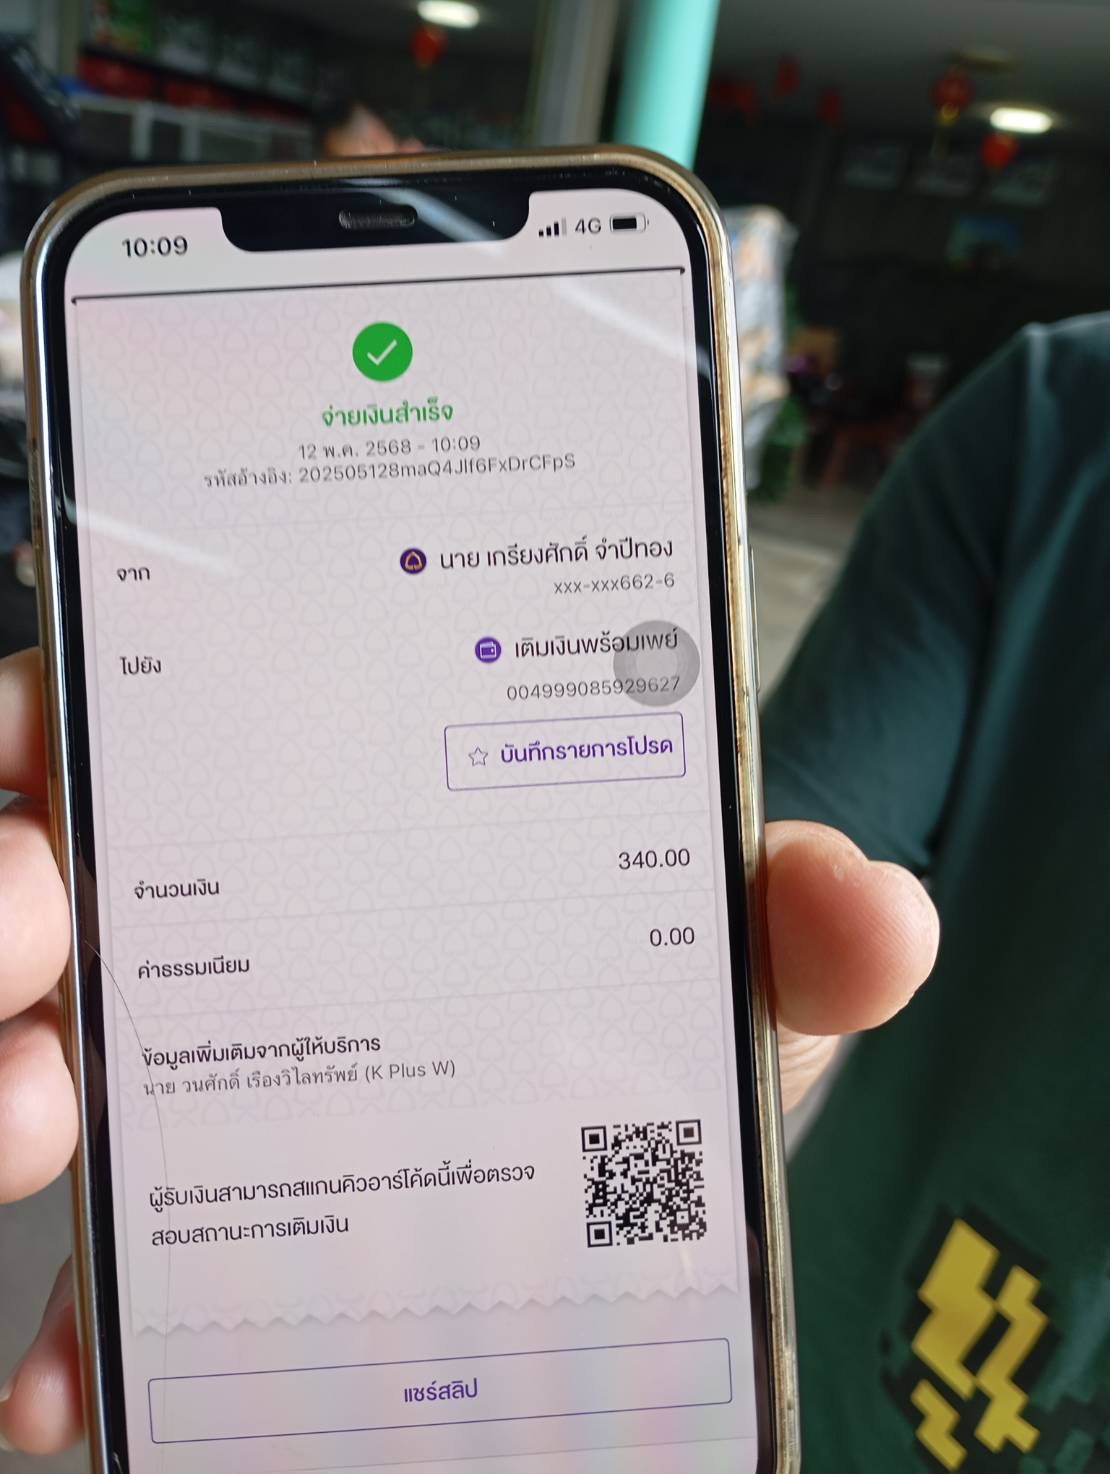 10:09
4G
จ่ายเงินสำเร็จ
12 พ.ค. 2568 - 10:09
รหัสอ้างอิง: 202505128maQ4Jlf6FxDrCFpS
จาก
นาย เกรียงศักดิ์ จำปีทอง
xxx-xxx662-6
ไปยัง
เติมเงินพร้อมเพย์
004999085929627
บันทึกรายการโปรด
จำนวนเงิน
340.00
ค่าธรรมเนียม
0.00
ข้อมูลเพิ่มเติมจากผู้ให้บริการ
นาย วนศักดิ์ เรืองวิไลทรัพย์ (K Plus W)
ผู้รับเงินสามารถสแกนคิวอาร์โค้ดนี้เพื่อตรวจ
สอบสถานะการเติมเงิน
แชร์สลิป